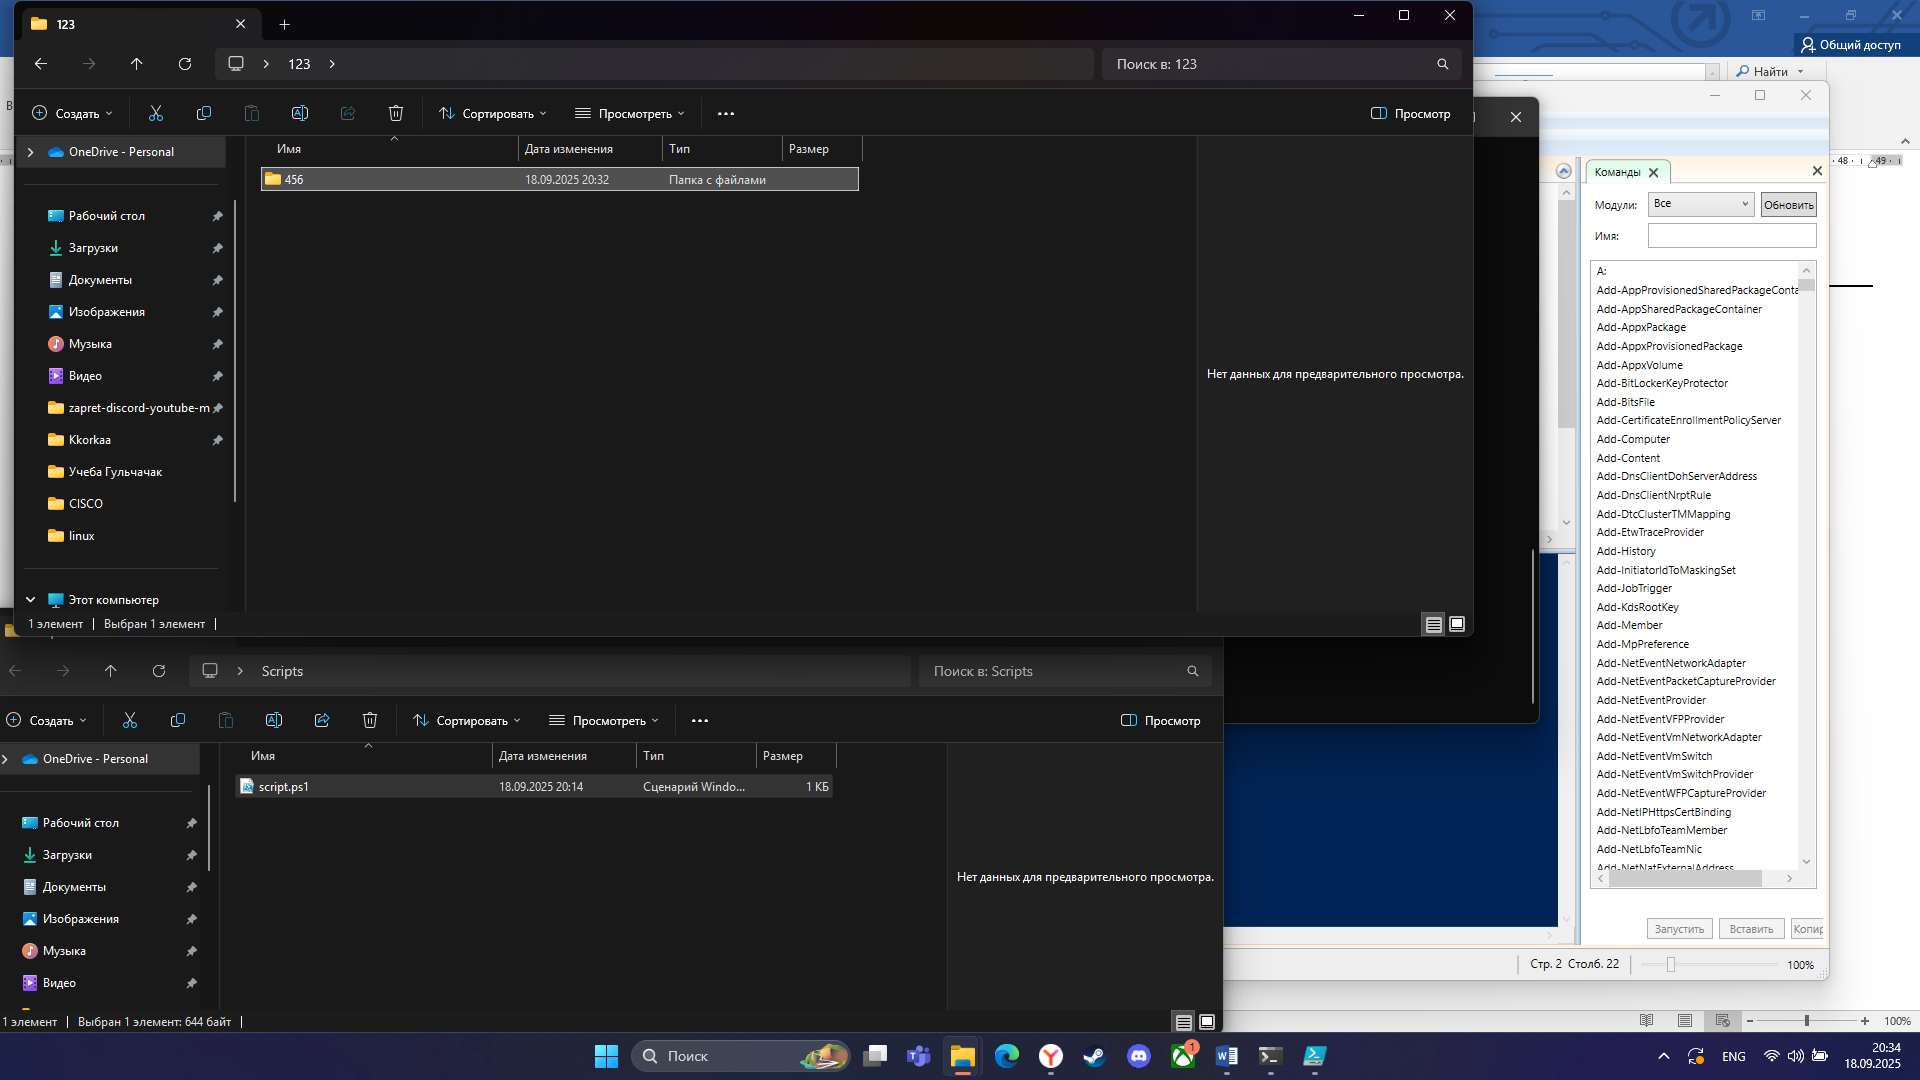 123
123
Поиск в: 123
Создать
Сортировать
Просмотреть
Просмотр
OneDrive - Personal
Имя
Дата изменения
Тип
Размер
456
18.09.2025 20:32
Папка с файлами
Рабочий стол
Загрузки
Документы
Изображения
Музыка
Видео
zapret-discord-youtube-m
Kkorkaa
Учеба Гульчачак
CISCO
linux
Этот компьютер
Нет данных для предварительного просмотра.
1 элемент
Выбран 1 элемент
Scripts
Поиск в: Scripts
Создать
Сортировать
Просмотреть
Просмотр
OneDrive - Personal
Имя
Дата изменения
Тип
Размер
script.ps1
18.09.2025 20:14
Сценарий Windo...
1 КБ
Рабочий стол
Загрузки
Документы
Изображения
Музыка
Видео
Нет данных для предварительного просмотра.
1 элемент
Выбран 1 элемент: 644 байт
Общий доступ
Найти
48
49
Команды
Модули:
Все
Обновить
Имя:
A:
Add-AppProvisionedSharedPackageConta
Add-AppSharedPackageContainer
Add-AppxPackage
Add-AppxProvisionedPackage
Add-AppxVolume
Add-BitLockerKeyProtector
Add-BitsFile
Add-CertificateEnrollmentPolicyServer
Add-Computer
Add-Content
Add-DnsClientDohServerAddress
Add-DnsClientNrptRule
Add-DtcClusterTMMapping
Add-EtwTraceProvider
Add-History
Add-InitiatorIdToMaskingSet
Add-JobTrigger
Add-KdsRootKey
Add-Member
Add-MpPreference
Add-NetEventNetworkAdapter
Add-NetEventPacketCaptureProvider
Add-NetEventProvider
Add-NetEventVFPProvider
Add-NetEventVmNetworkAdapter
Add-NetEventVmSwitch
Add-NetEventVmSwitchProvider
Add-NetEventWFPCaptureProvider
Add-NetIPHttpsCertBinding
Add-NetLbfoTeamMember
Add-NetLbfoTeamNic
Add-NetNatExternalAddress
Запустить
Вставить
Копир
Стр. 2 Столб. 22
100%
100%
Поиск
1
ENG
20:34
18.09.2025